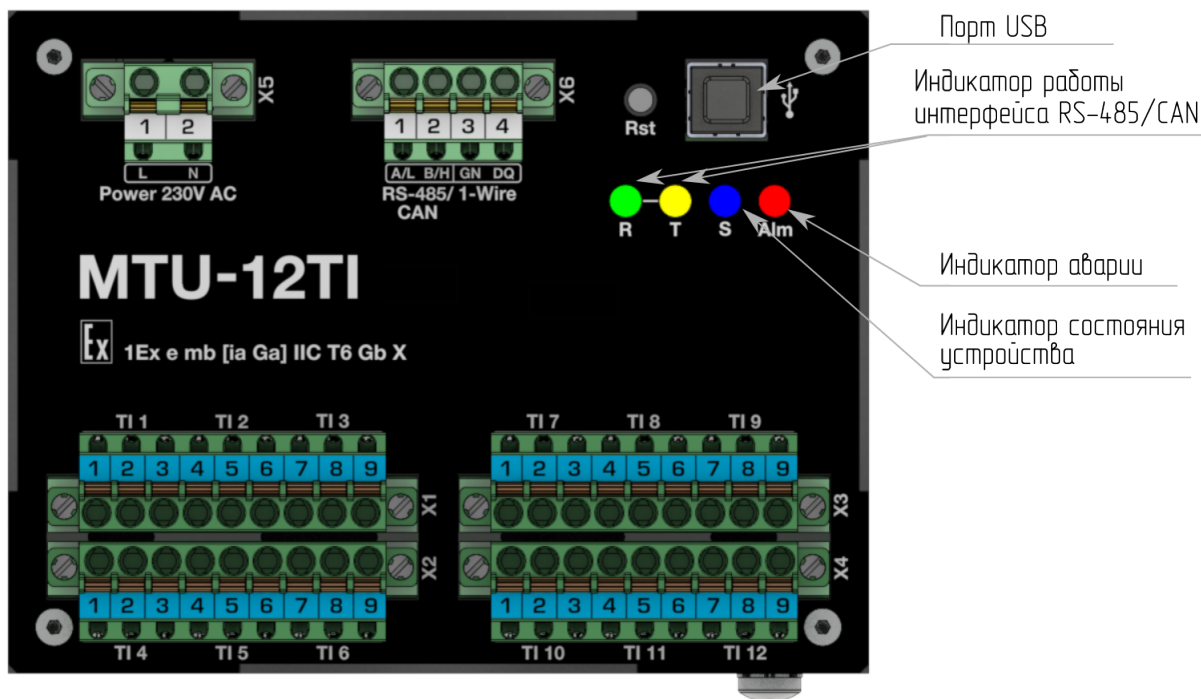 Порт USB
Индикатор работы
интерфейса RS-485/CAN
X5
1 2
L N
Power 230V AC
X6
1 2 3 4
A/L B/H GN DQ
RS-485/ 1-Wire
CAN
Rst
R T S Alm
MTU-12TI
Индикатор аварии
Ex 1Ex e mb [ia Ga] IIC T6 Gb X
Индикатор состояния
устройства
TI 1 TI 2 TI 3
1 2 3 4 5 6 7 8 9
X1
X2
1 2 3 4 5 6 7 8 9
TI 4 TI 5 TI 6
TI 7 TI 8 TI 9
1 2 3 4 5 6 7 8 9
X3
X4
1 2 3 4 5 6 7 8 9
TI 10 TI 11 TI 12